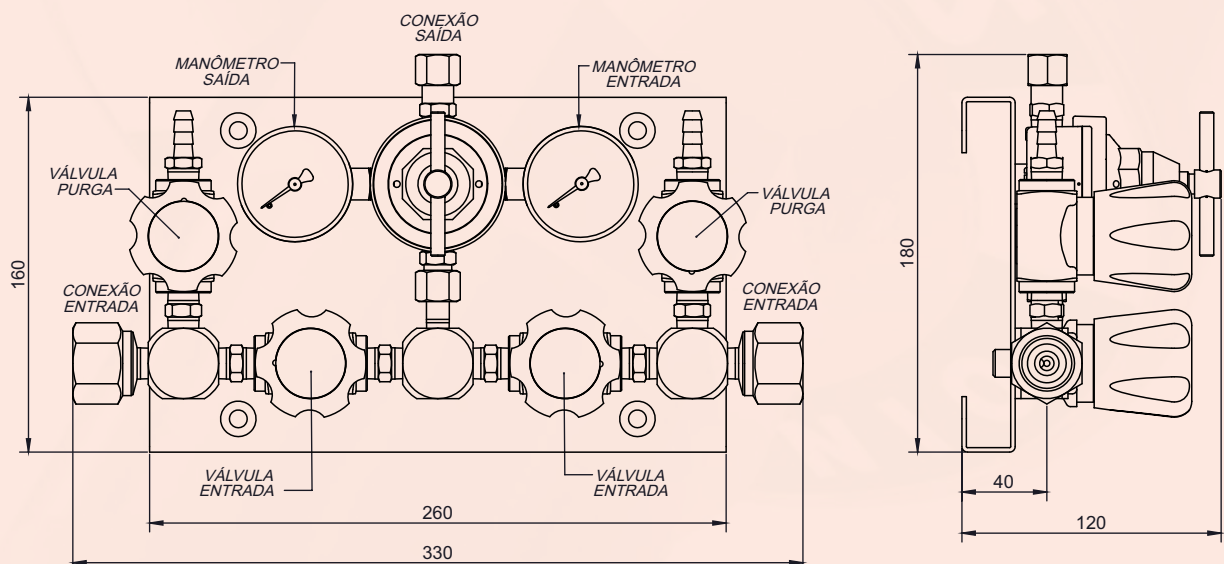 CONEXÃO
SAÍDA
MANÔMETRO
SAÍDA
MANÔMETRO
ENTRADA
VÁLVULA
PURGA
VÁLVULA
PURGA
160
CONEXÃO
ENTRADA
CONEXÃO
ENTRADA
VÁLVULA
ENTRADA
VÁLVULA
ENTRADA
260
330
180
40
120